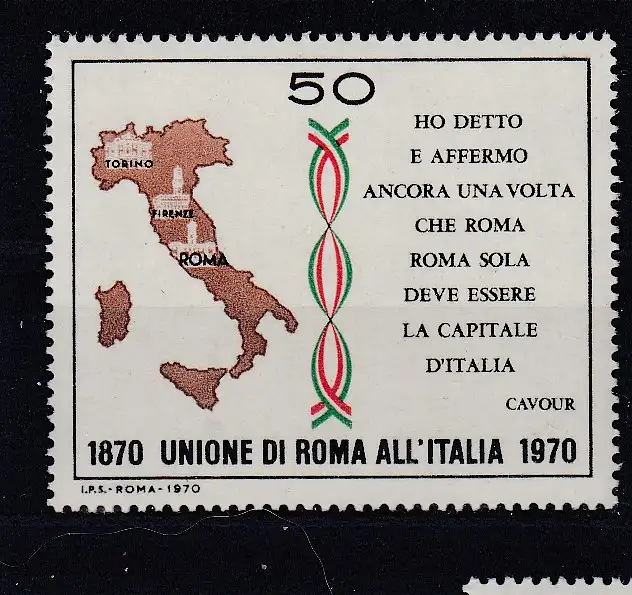 50
HO DETTO
E AFFERMO
ANCORA UNA VOLTA
CHE ROMA
ROMA SOLA
DEVE ESSERE
LA CAPITALE
D'ITALIA
CAVOUR
TORINO
FIRENZE
ROMA
1870 UNIONE DI ROMA ALL'ITALIA 1970
I.P.S.-ROMA-1970